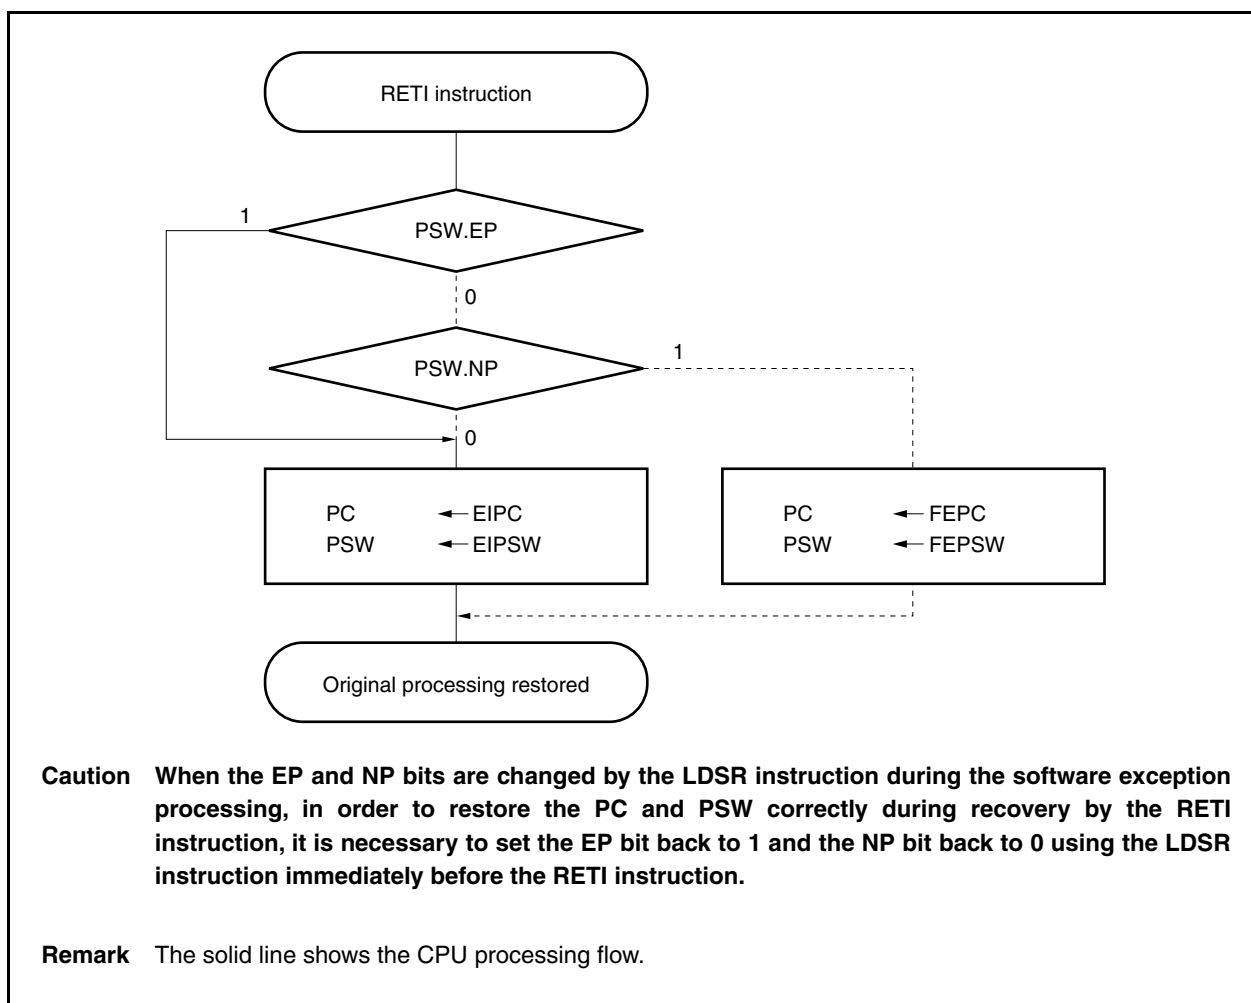 RETI instruction
1
PSW.EP
0
1
PSW.NP
0
PC ← EIPC
PSW ← EIPSW
PC ← FEPC
PSW ← FEPSW
Original processing restored
Caution When the EP and NP bits are changed by the LDSR instruction during the software exception
processing, in order to restore the PC and PSW correctly during recovery by the RETI
instruction, it is necessary to set the EP bit back to 1 and the NP bit back to 0 using the LDSR
instruction immediately before the RETI instruction.
Remark The solid line shows the CPU processing flow.